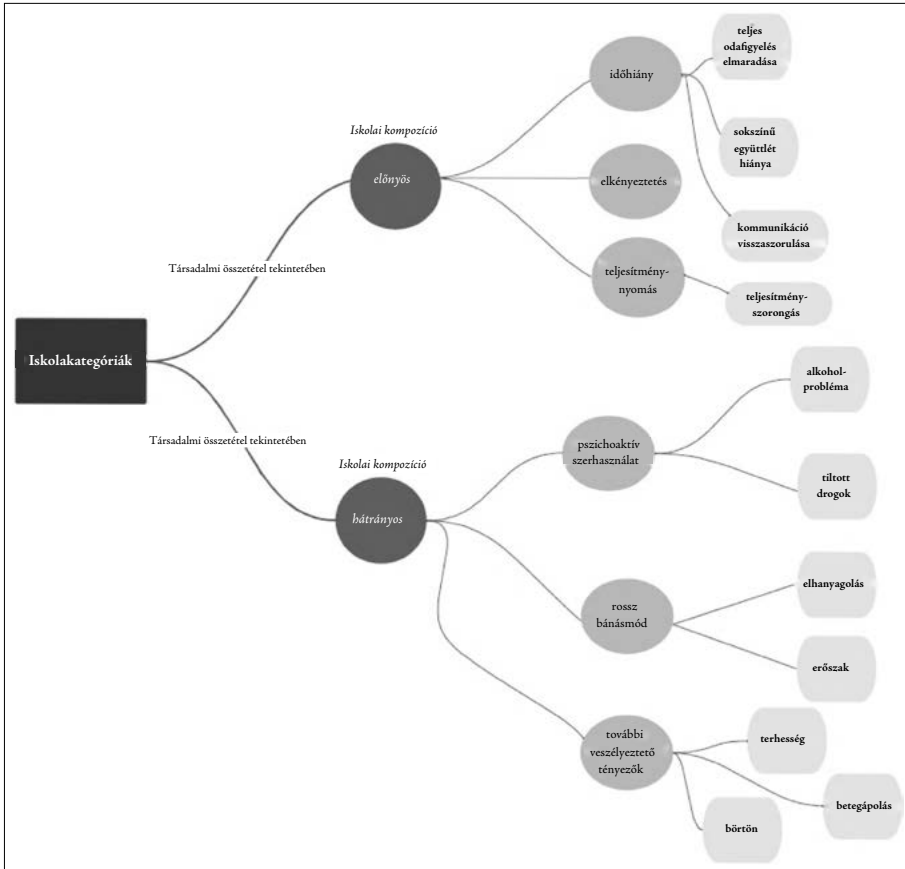 Iskolakategóriák
Társadalmi összetétel tekintetében
Iskolai kompozíció
előnyös
időhiány
teljes
odafigyelés
elmaradása
sokszínű
együttlét
hiánya
kommunikáció
visszaszorulása
elkényeztetés
teljesítmény-
nyomás
teljesítmény-
szorongás
Társadalmi összetétel tekintetében
Iskolai kompozíció
hátrányos
pszichoaktív
szerhasználat
alkohol-
probléma
tiltott
drogok
rossz
bánásmód
elhanyagolás
erőszak
további
veszélyeztető
tényezők
terhesség
betegápolás
börtön